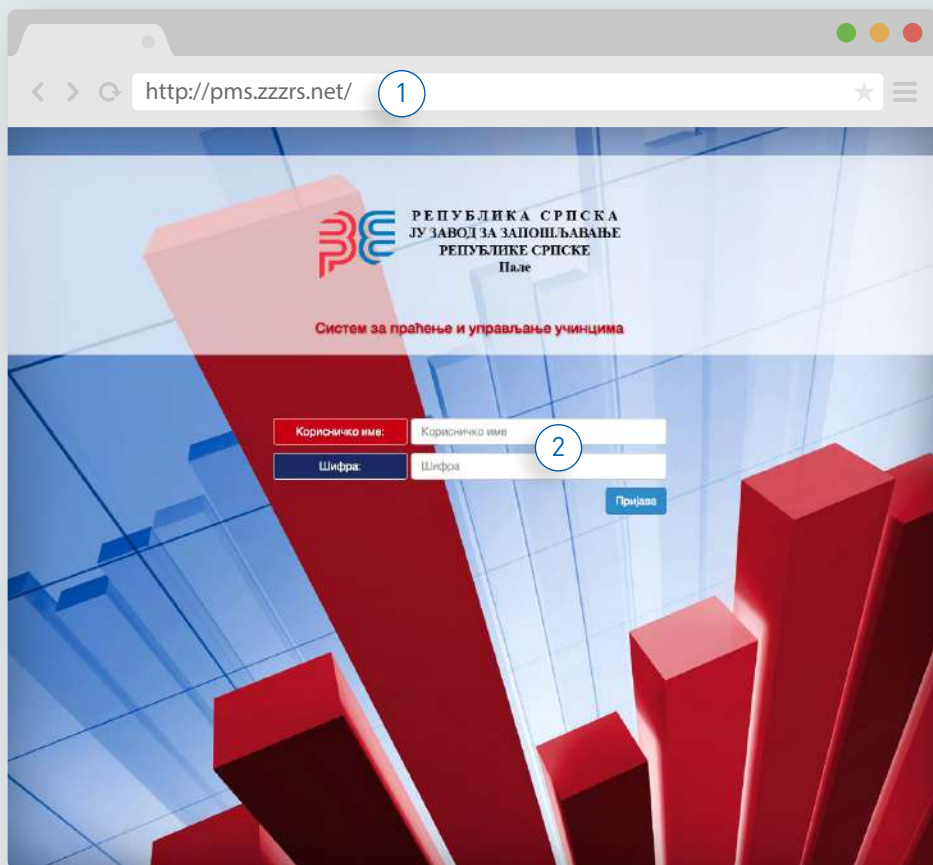 http://pms.zzzrs.net/
1
РЕПУБЛИКА СРПСКА
ЈУ ЗАВОД ЗА ЗАПОШЉАВАЊЕ
РЕПУБЛИКЕ СРПСКЕ
Пале
Систем за праћење и управљање учинцима
Корисничко име: Корисничко име
2
Шифра: Шифра
Пријава